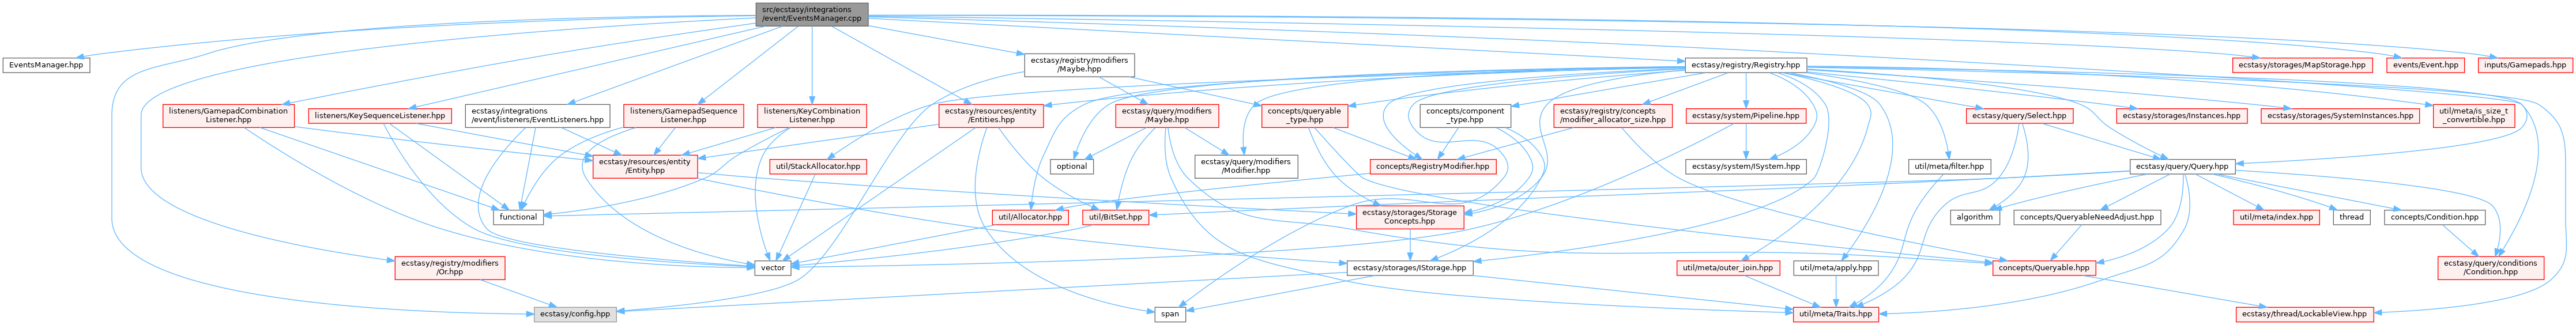 src/ecstasy/integrations
/event/EventsManager.cpp
EventsManager.hpp
ecstasy/registry/modifiers
/Maybe.hpp
ecstasy/registry/Registry.hpp
ecstasy/storages/MapStorage.hpp
events/Event.hpp
inputs/Gamepads.hpp
listeners/GamepadCombination
Listener.hpp
listeners/KeySequenceListener.hpp
ecstasy/integrations
/event/listeners/EventListeners.hpp
listeners/GamepadSequence
Listener.hpp
listeners/KeyCombination
Listener.hpp
ecstasy/resources/entity
/Entities.hpp
ecstasy/query/modifiers
/Maybe.hpp
concepts/queryable
_type.hpp
concepts/component
_type.hpp
ecstasy/registry/concepts
/modifier_allocator_size.hpp
ecstasy/system/Pipeline.hpp
ecstasy/query/Select.hpp
ecstasy/storages/Instances.hpp
ecstasy/storages/SystemInstances.hpp
util/meta/is_size_t
_convertible.hpp
ecstasy/resources/entity
/Entity.hpp
util/StackAllocator.hpp
optional
ecstasy/query/modifiers
/Modifier.hpp
concepts/RegistryModifier.hpp
ecstasy/system/ISystem.hpp
util/meta/filter.hpp
ecstasy/query/Query.hpp
functional
util/Allocator.hpp
util/BitSet.hpp
ecstasy/storages/Storage
Concepts.hpp
algorithm
concepts/QueryableNeedAdjust.hpp
util/meta/index.hpp
thread
concepts/Condition.hpp
ecstasy/registry/modifiers
/Or.hpp
vector
ecstasy/storages/IStorage.hpp
util/meta/outer_join.hpp
util/meta/apply.hpp
concepts/Queryable.hpp
ecstasy/query/conditions
/Condition.hpp
ecstasy/config.hpp
span
util/meta/Traits.hpp
ecstasy/thread/LockableView.hpp